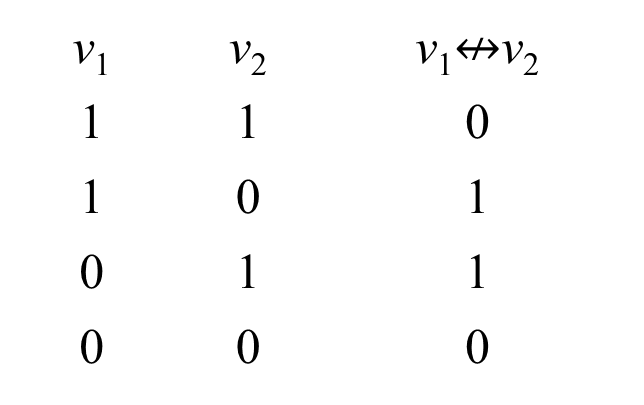 v₁ v₂ v₁↮v₂
1 1 0
1 0 1
0 1 1
0 0 0